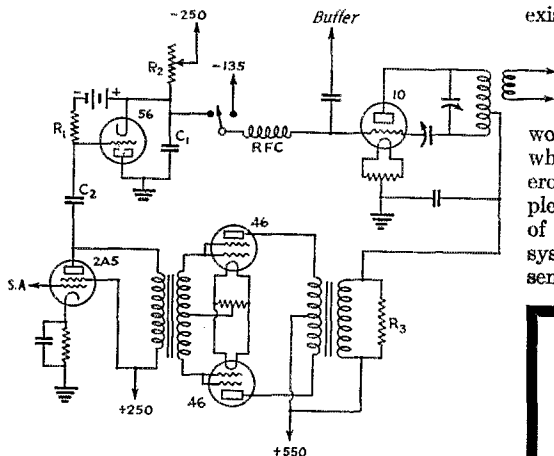 -250
Buffer
exis
R2
-135
- +
56
10
R1
C1
RFC
C2
2A5
46
S.A
R3
+250
46
+550
wo
wh
ero
ple
of
sys
sen